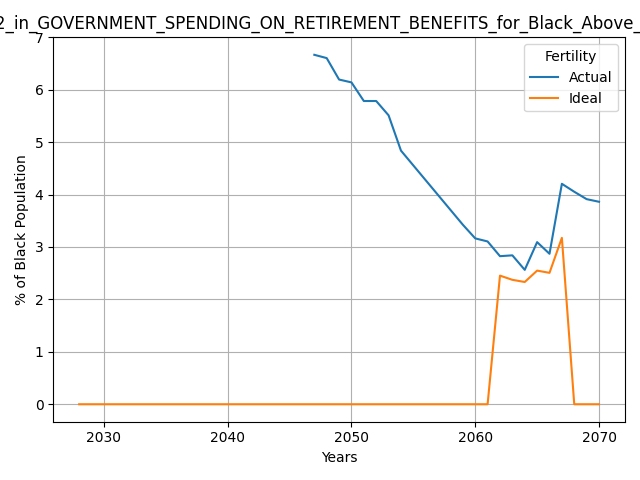 2_in_GOVERNMENT_SPENDING_ON_RETIREMENT_BENEFITS_for_Black_Above_
7
6
5
4
3
2
1
0
% of Black Population
Fertility
Actual
Ideal
2030 2040 2050 2060 2070
Years